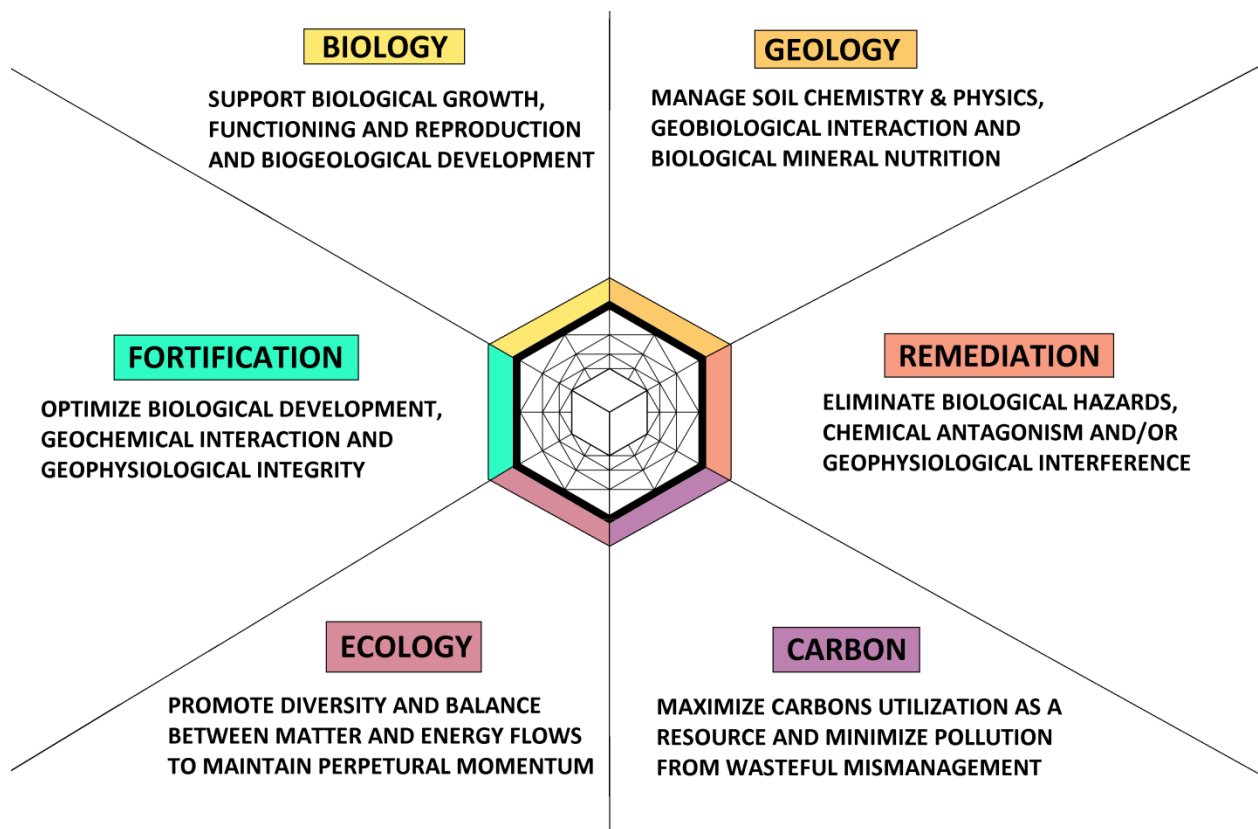 BIOLOGY
SUPPORT BIOLOGICAL GROWTH,
FUNCTIONING AND REPRODUCTION
AND BIOGEOLOGICAL DEVELOPMENT
GEOLOGY
MANAGE SOIL CHEMISTRY & PHYSICS,
GEOBIOLOGICAL INTERACTION AND
BIOLOGICAL MINERAL NUTRITION
FORTIFICATION
OPTIMIZE BIOLOGICAL DEVELOPMENT,
GEOCHEMICAL INTERACTION AND
GEOPHYSIOLOGICAL INTEGRITY
REMEDIATION
ELIMINATE BIOLOGICAL HAZARDS,
CHEMICAL ANTAGONISM AND/OR
GEOPHYSIOLOGICAL INTERFERENCE
ECOLOGY
PROMOTE DIVERSITY AND BALANCE
BETWEEN MATTER AND ENERGY FLOWS
TO MAINTAIN PERPETURAL MOMENTUM
CARBON
MAXIMIZE CARBONS UTILIZATION AS A
RESOURCE AND MINIMIZE POLLUTION
FROM WASTEFUL MISMANAGEMENT